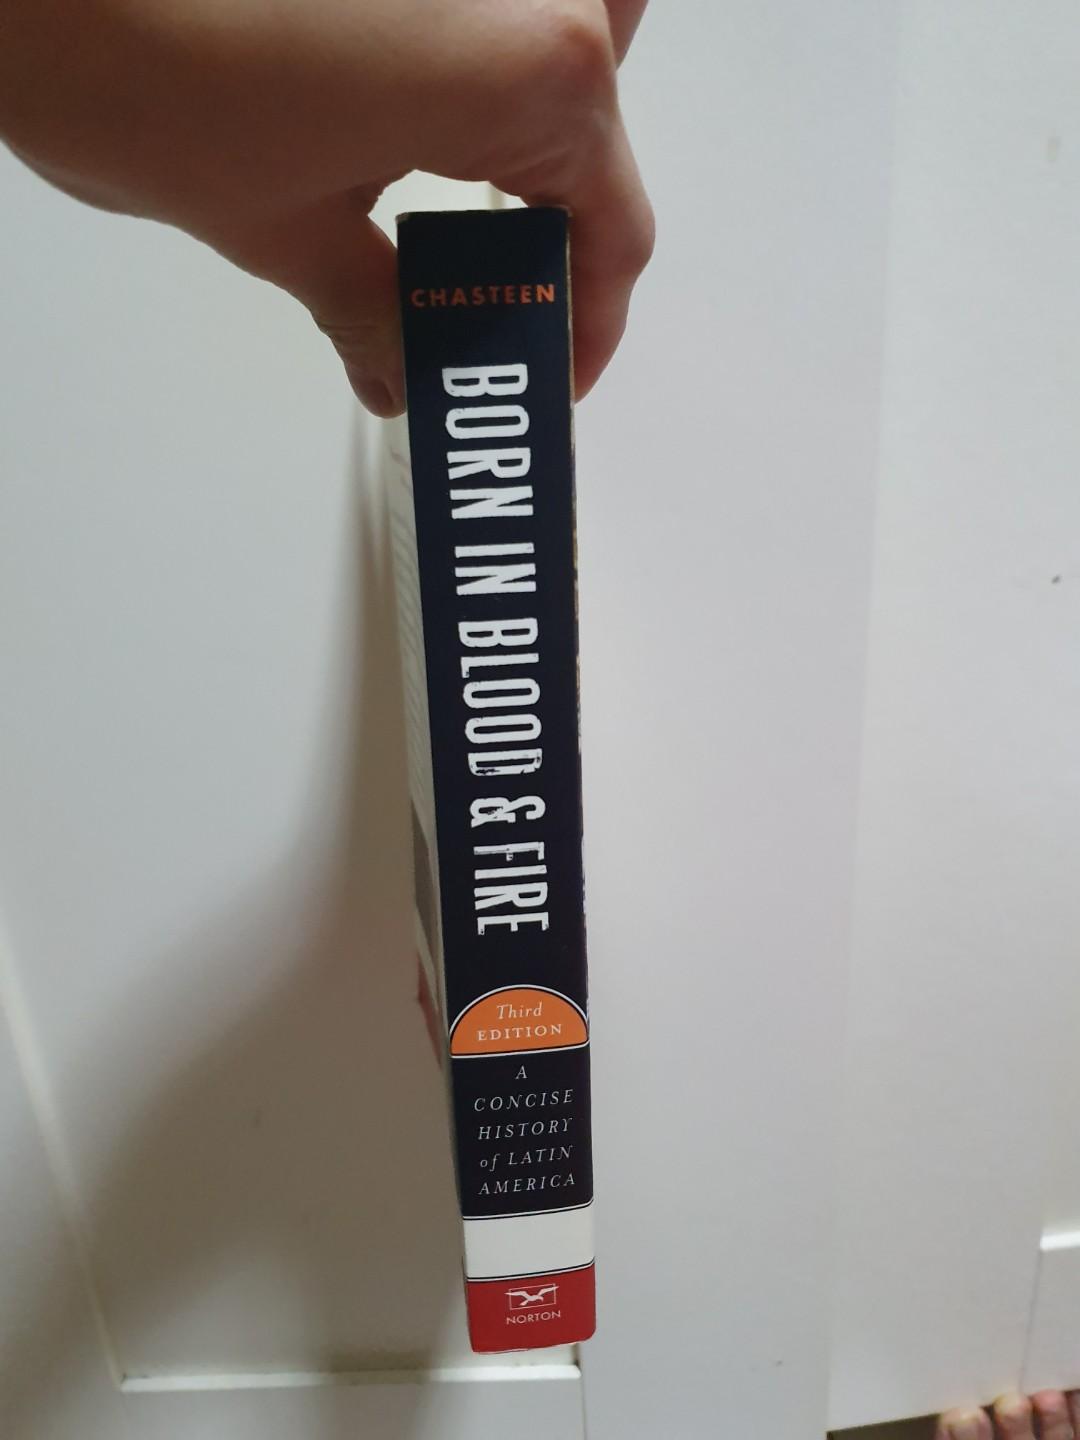 CHASTEEN
BORN IN BLOOD & FIRE
Third
EDITION
A
CONCISE
HISTORY
of LATIN
AMERICA
NORTON